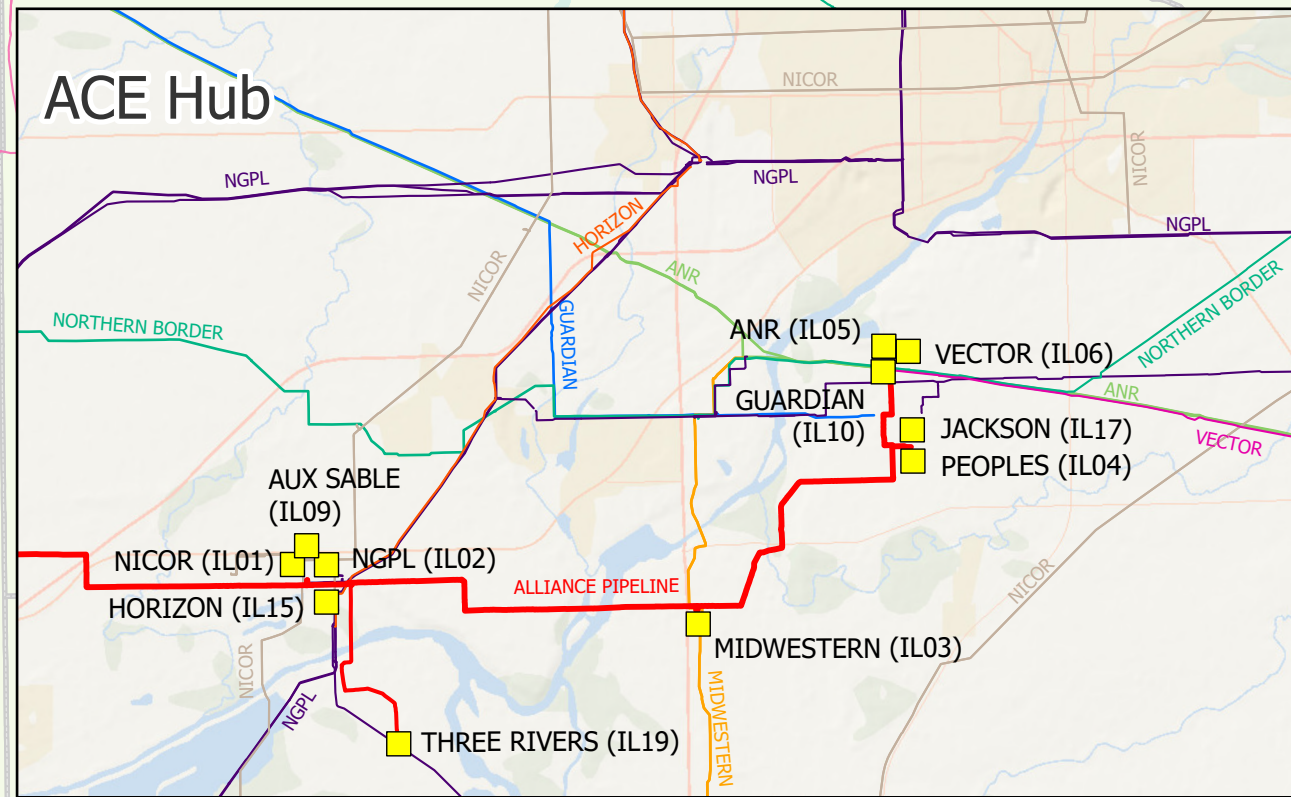 ACE Hub
NICOR
NICOR
NGPL
NGPL
HORIZON
NGPL
NICOR
ANR
NORTHERN BORDER
NORTHERN BORDER
GUARDIAN
ANR (IL05)
VECTOR (IL06)
ANR
GUARDIAN
(IL10)
JACKSON (IL17)
VECTOR
PEOPLES (IL04)
AUX SABLE
(IL09)
NICOR (IL01)
NGPL (IL02)
ALLIANCE PIPELINE
NICOR
HORIZON (IL15)
MIDWESTERN (IL03)
NICOR
NGPL
MIDWESTERN
THREE RIVERS (IL19)